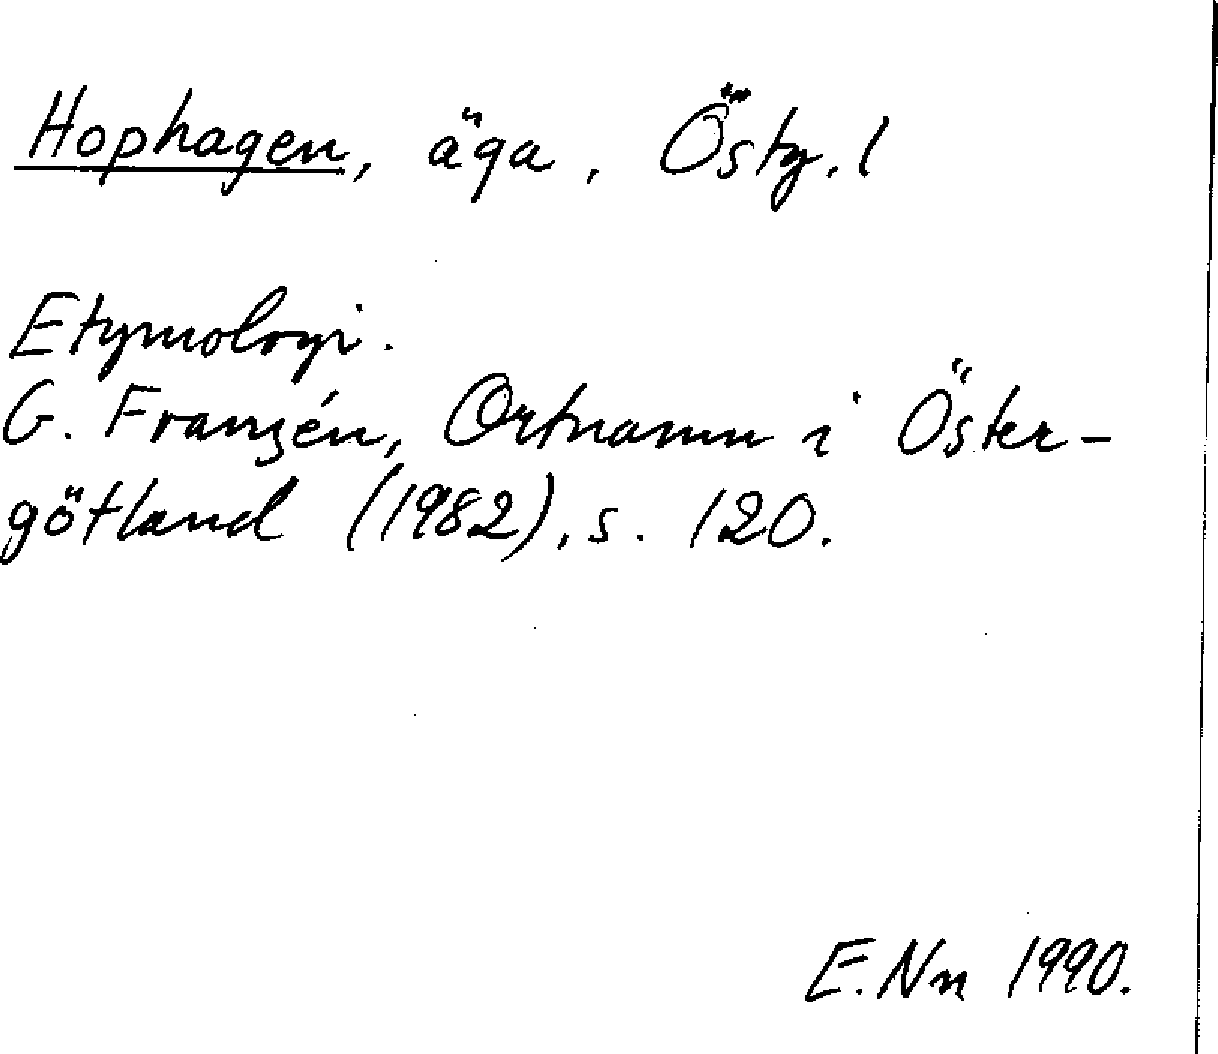 Hophagen, äga, Östg. l
Etymologi.
G. Franzén, Ortnamn i Öster-
götland (1982), s. 120.
E. Nn 1990.